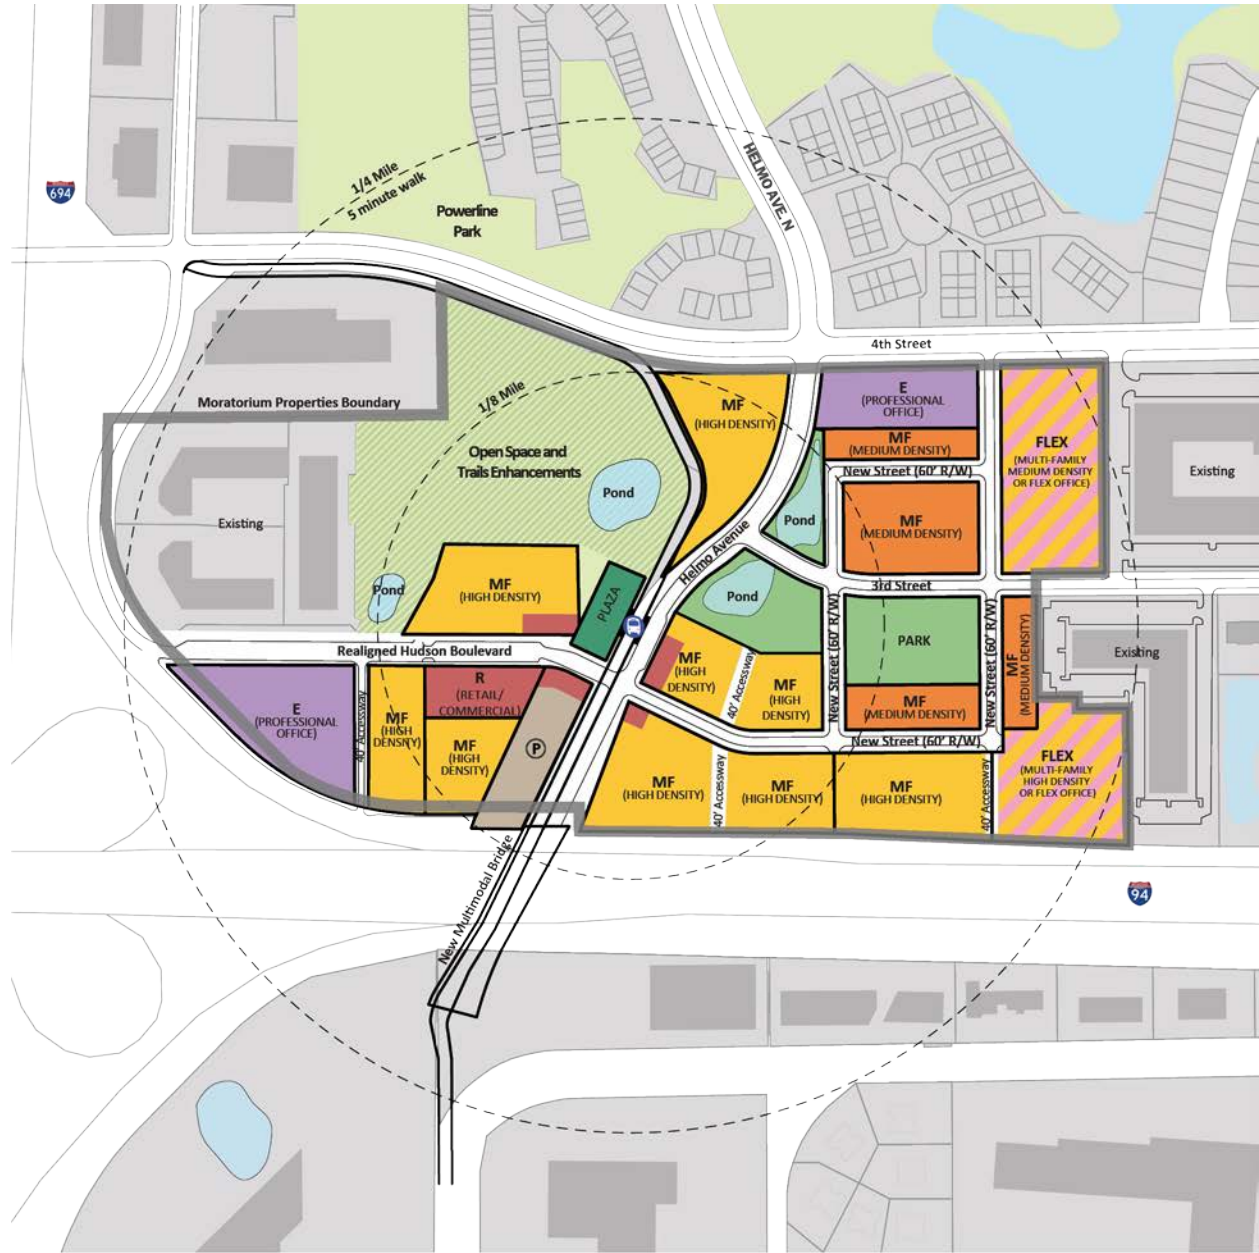 694
1/4 Mile
5 minute walk
Powerline
Park
HELMO AVE. N
4th Street
Moratorium Properties Boundary
1/8 Mile
MF
(HIGH DENSITY)
E
(PROFESSIONAL
OFFICE)
MF
(MEDIUM DENSITY)
New Street (60' R/W)
FLEX
(MULTI-FAMILY
MEDIUM DENSITY
OR FLEX OFFICE)
Existing
Open Space and
Trails Enhancements
Pond
Pond
MF
(MEDIUM DENSITY)
Existing
Helmo Avenue
3rd Street
Pond
MF
(HIGH DENSITY)
PLAZA
Pond
New Street (60' R/W)
PARK
New Street (60' R/W)
MF
(MEDIUM DENSITY)
Existing
Realigned Hudson Boulevard
MF
(HIGH
DENSITY)
40' Accessway
MF
(HIGH
DENSITY)
MF
(MEDIUM DENSITY)
E
(PROFESSIONAL
OFFICE)
40' Accessway
MF
(HIGH
DENSITY)
R
(RETAIL/
COMMERCIAL)
MF
(HIGH
DENSITY)
P
New Street (60' R/W)
MF
(HIGH DENSITY)
40' Accessway
MF
(HIGH DENSITY)
MF
(HIGH DENSITY)
40' Accessway
FLEX
(MULTI-FAMILY
HIGH DENSITY
OR FLEX OFFICE)
New Multimodal Bridge
94